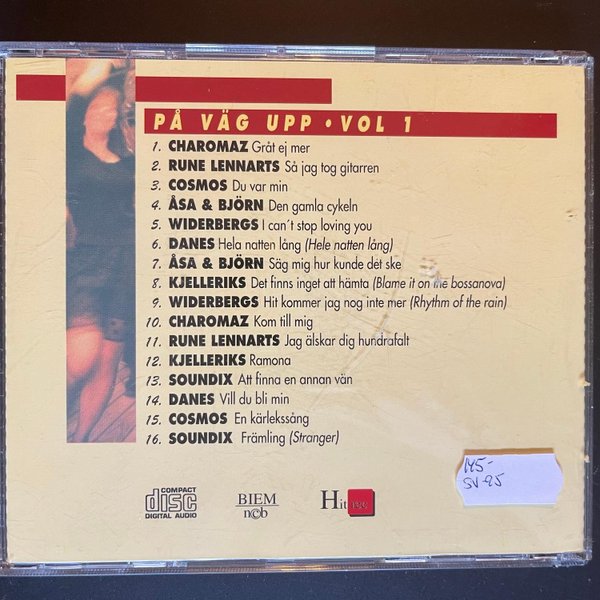 PÅ VÄG UPP • VOL 1
1. CHAROMAZ Gråt ej mer
2. RUNE LENNARTS Så jag tog gitarren
3. COSMOS Du var min
4. ÅSA & BJÖRN Den gamla cykeln
5. WIDERBERGS I can't stop loving you
6. DANES Hela natten lång (Hele natten lång)
7. ÅSA & BJÖRN Säg mig hur kunde det ske
8. KJELLERIKS Det finns inget att hämta (Blame it on the bossanova)
9. WIDERBERGS Hit kommer jag nog inte mer (Rhythm of the rain)
10. CHAROMAZ Kom till mig
11. RUNE LENNARTS Jag älskar dig hundrafalt
12. KJELLERIKS Ramona
13. SOUNDIX Att finna en annan vän
14. DANES Vill du bli min
15. COSMOS En kärlekssång
16. SOUNDIX Främling (Stranger)
145-
SV-95
COMPACT
disc
DIGITAL AUDIO
BIEM
n©b
Hit rec